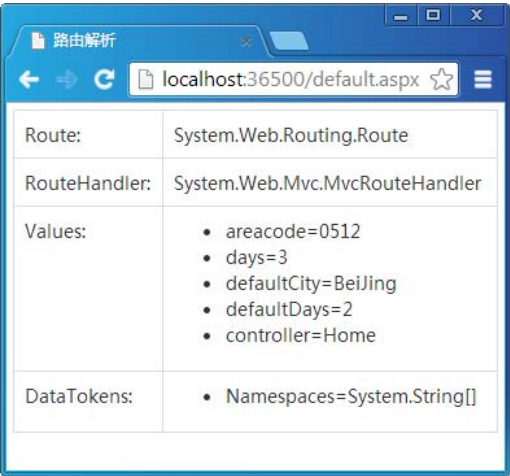 路由解析
localhost:36500/default.aspx
Route: System.Web.Routing.Route
RouteHandler: System.Web.Mvc.MvcRouteHandler
Values:
• areacode=0512
• days=3
• defaultCity=BeiJing
• defaultDays=2
• controller=Home
DataTokens: • Namespaces=System.String[]